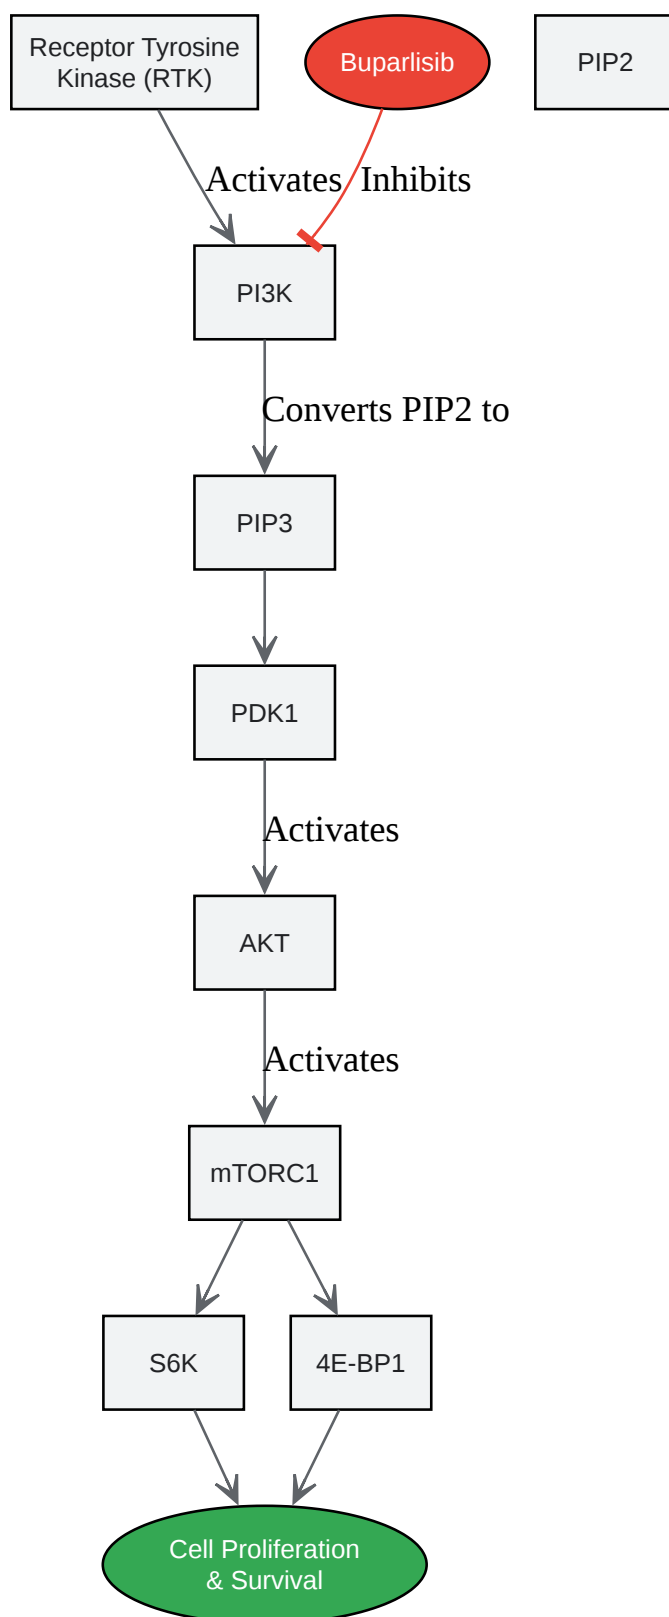 Receptor Tyrosine
Kinase (RTK)
Buparlisib
PIP2
Activates
Inhibits
PI3K
Converts PIP2 to
PIP3
PDK1
Activates
AKT
Activates
mTORC1
S6K
4E-BP1
Cell Proliferation
& Survival